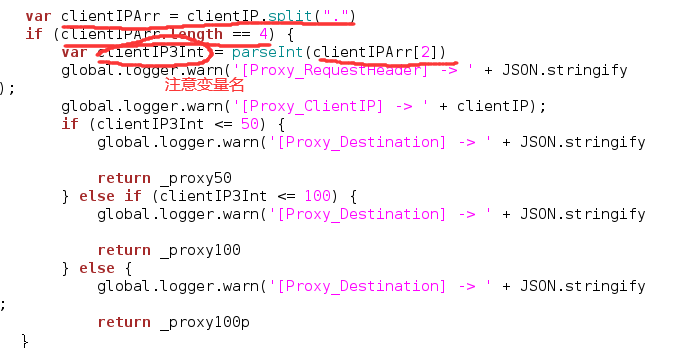 var clientIPArr = clientIP.split(".")
if (clientIPArr.length == 4) {
var clientIP3Int = parseInt(clientIPArr[2])
global.logger.warn('[Proxy_RequestHeader] -> ' + JSON.stringify
注意变量名
);
global.logger.warn('[Proxy_ClientIP] -> ' + clientIP);
if (clientIP3Int <= 50) {
global.logger.warn('[Proxy_Destination] -> ' + JSON.stringify
return _proxy50
} else if (clientIP3Int <= 100) {
global.logger.warn('[Proxy_Destination] -> ' + JSON.stringify
return _proxy100
} else {
global.logger.warn('[Proxy_Destination] -> ' + JSON.stringify
;
return _proxy100p
}